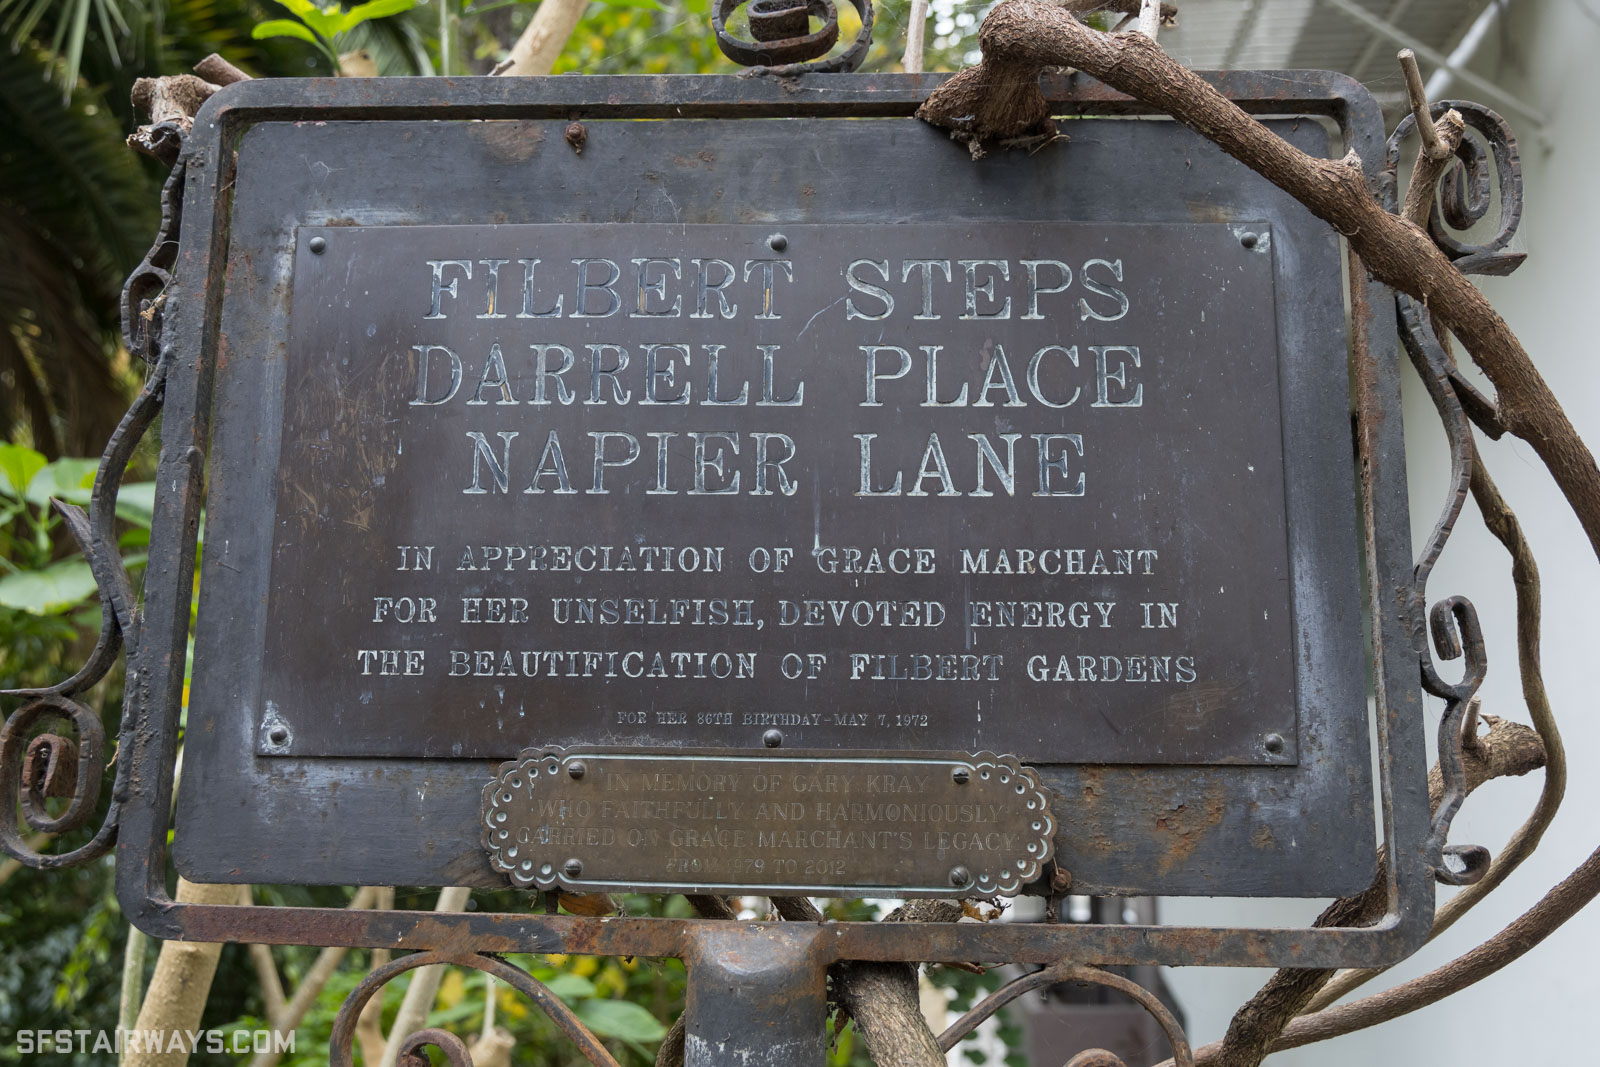 FILBERT STEPS
DARRELL PLACE
NAPIER LANE
IN APPRECIATION OF GRACE MARCHANT
FOR HER UNSELFISH, DEVOTED ENERGY IN
THE BEAUTIFICATION OF FILBERT GARDENS
FOR HER 86TH BIRTHDAY-MAY 7, 1972
IN MEMORY OF GARY KRAY
WHO FAITHFULLY AND HARMONIOUSLY
CARRIED ON GRACE MARCHANT'S LEGACY
FROM 1979 TO 2012
SFSTAIRWAYS.COM